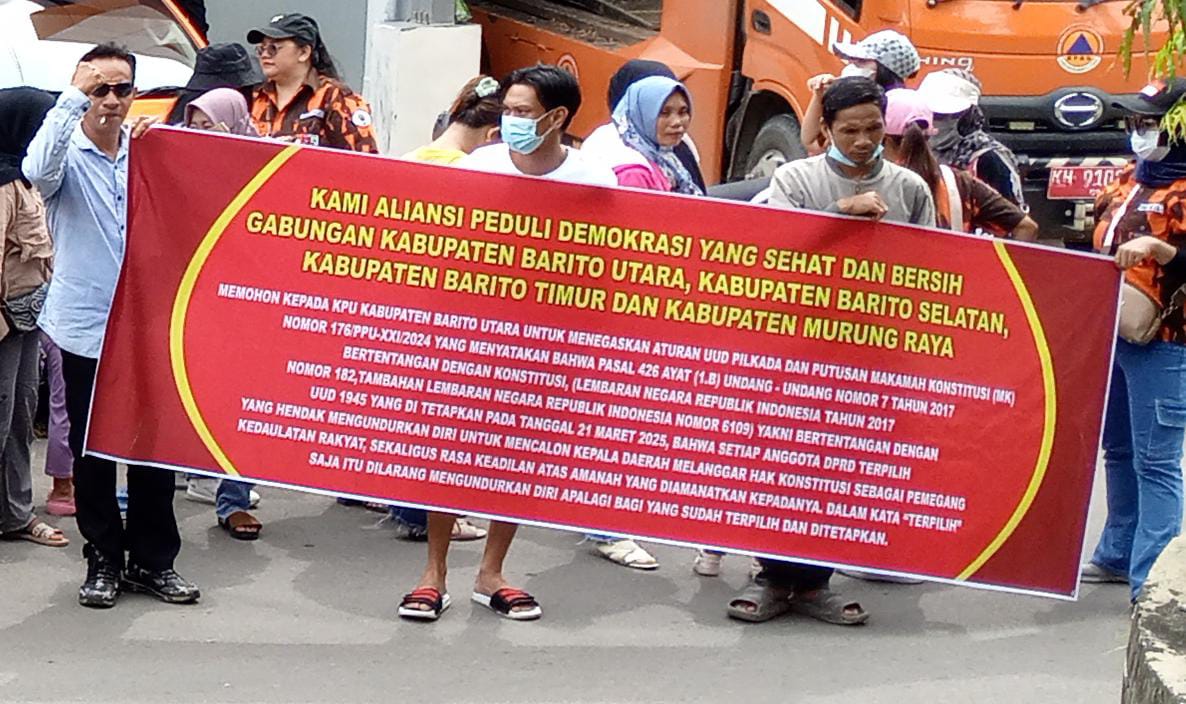 KAMI ALIANSI PEDULI DEMOKRASI YANG SEHAT DAN BERSIH
GABUNGAN KABUPATEN BARITO UTARA, KABUPATEN BARITO SELATAN,
KABUPATEN BARITO TIMUR DAN KABUPATEN MURUNG RAYA
MEMOHON KEPADA KPU KABUPATEN BARITO UTARA UNTUK MENEGASKAN ATURAN UUD PILKADA DAN PUTUSAN MAKAMAH KONSTITUSI (MK)
NOMOR 176/PPU-XXI/2024 YANG MENYATAKAN BAHWA PASAL 426 AYAT (1.B) UNDANG - UNDANG NOMOR 7 TAHUN 2017
BERTENTANGAN DENGAN KONSTITUSI, (LEMBARAN NEGARA REPUBLIK INDONESIA TAHUN 2017
NOMOR 182,TAMBAHAN LEMBARAN NEGARA REPUBLIK INDONESIA NOMOR 6109) YAKNI BERTENTANGAN DENGAN
UUD 1945 YANG DI TETAPKAN PADA TANGGAL 21 MARET 2025, BAHWA SETIAP ANGGOTA DPRD TERPILIH
YANG HENDAK MENGUNDURKAN DIRI UNTUK MENCALON KEPALA DAERAH MELANGGAR HAK KONSTITUSI SEBAGAI PEMEGANG
KEDAULATAN RAKYAT, SEKALIGUS RASA KEADILAN ATAS AMANAH YANG DIAMANATKAN KEPADANYA. DALAM KATA "TERFILIH"
SAJA ITU DILARANG MENGUNDURKAN DIRI APALAGI BAGI YANG SUDAH TERPILIH DAN DITETAPKAN.
KH 910